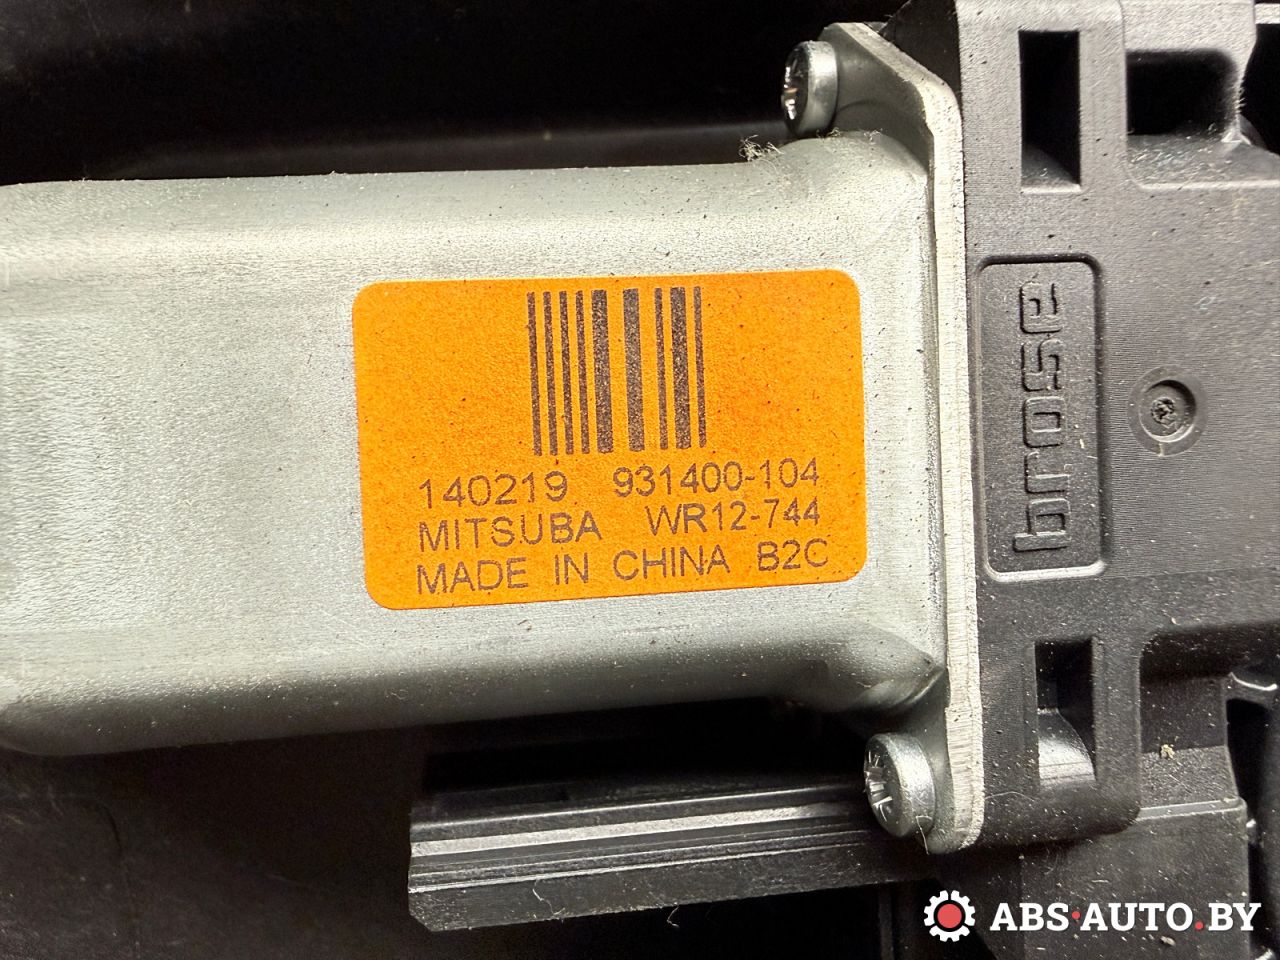 140219 931400-104
MITSUBA WR12-744
MADE IN CHINA B2C
brose
ABS-AUTO.BY